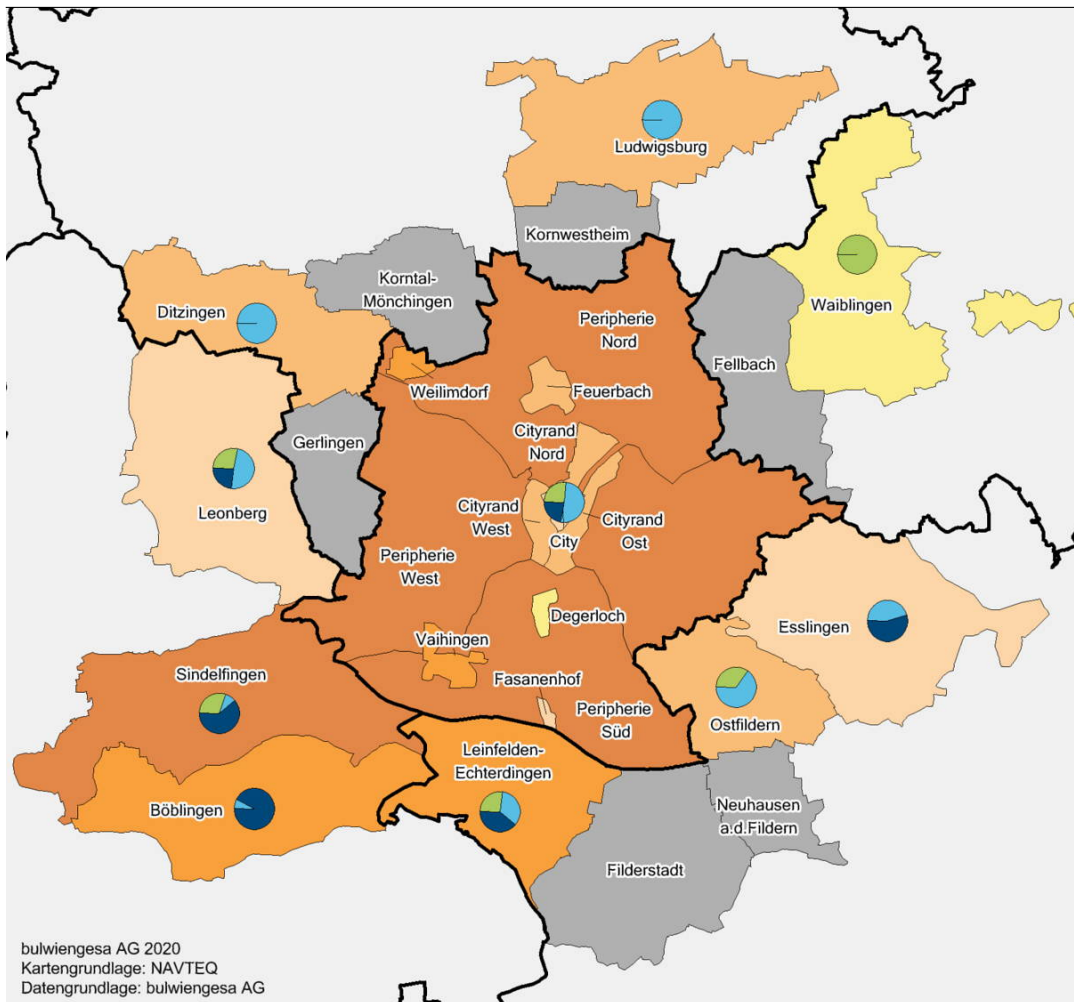 Ludwigsburg
Kornwestheim
Korntal-
Mönchingen
Waiblingen
Ditzingen
Peripherie
Nord
Fellbach
Weilimdorf
Feuerbach
Gerlingen
Cityrand
Nord
Leonberg
Cityrand
West
Cityrand
Ost
City
Peripherie
West
Degerloch
Esslingen
Vaihingen
Sindelfingen
Fasanenhof
Peripherie
Süd
Ostfildern
Leinfelden-
Echterdingen
Böblingen
Neuhausen
a.d.Fildern
Filderstadt
bulwiengesa AG 2020
Kartengrundlage: NAVTEQ
Datengrundlage: bulwiengesa AG